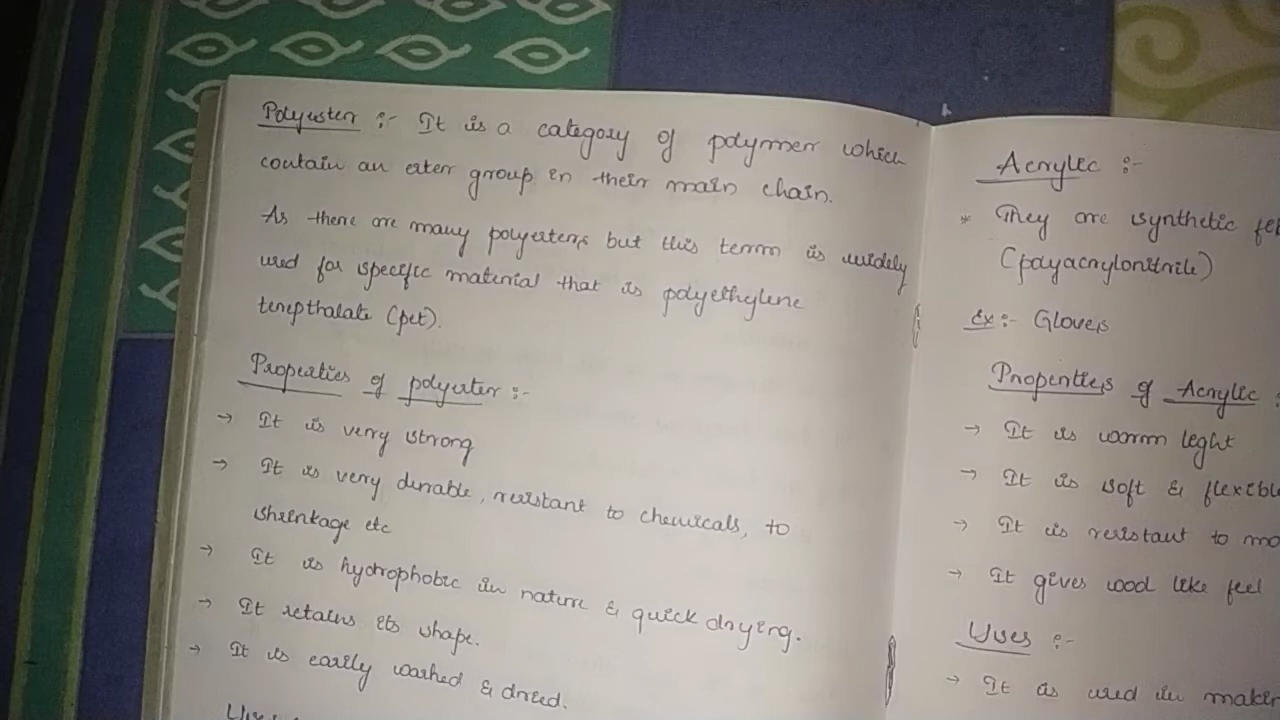 Polyester :- It is a category of polymer which
contain an ester group in their main chain.
As there are many polyesters but this term is widely
used for specific material that is polyethylene
terepthalate (pet).
Properties of polyester :-
→ It is very strong
→ It is very durable, resistant to chemicals, to
shrinkage etc
→ It is hydrophobic in nature & quick drying.
→ It retains its shape.
→ It is easily washed & dried.
Acrylic :-
* They are synthetic
(polyacrylonitrile)
Ex :- Gloves
Properties of Acrylic :
→ It is warm light
→ It is soft & flexible
→ It is resistant to
→ It gives wool like feel
Uses :-
→ It is used in